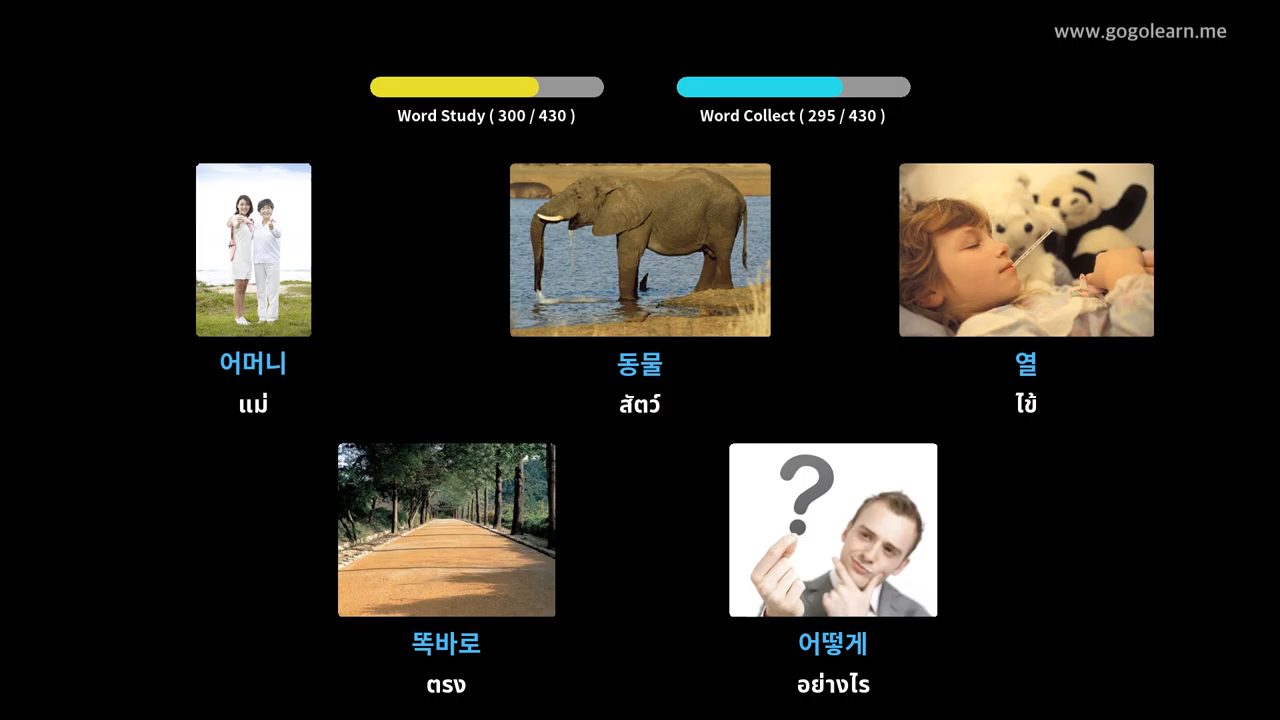 www.gogolearn.me
Word Study ( 300 / 430 )
Word Collect ( 295 / 430 )
어머니
แม่
동물
สัตว์
열
ไข้
똑바로
ตรง
어떻게
อย่างไร